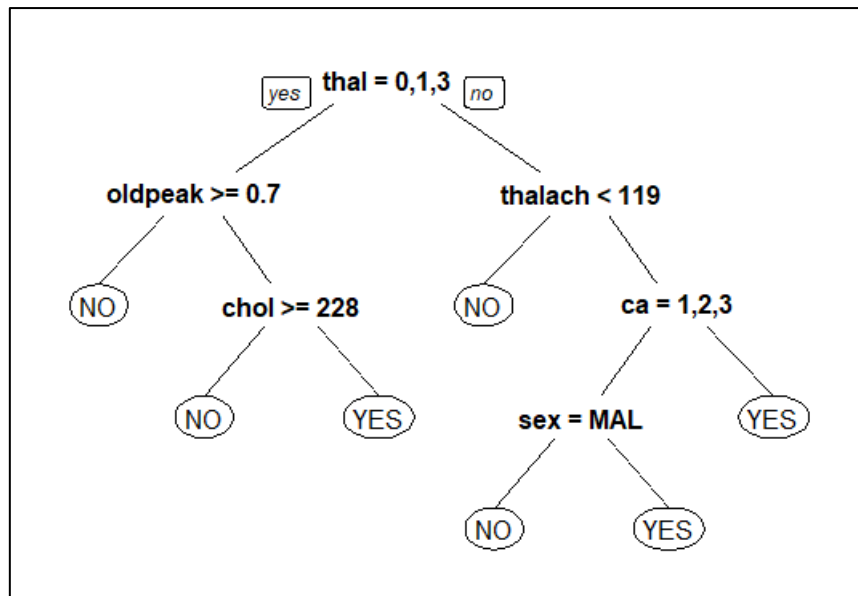 yes thal = 0,1,3 no
oldpeak >= 0.7 thalach < 119
NO chol >= 228 NO ca = 1,2,3
NO YES sex = MAL YES
NO YES